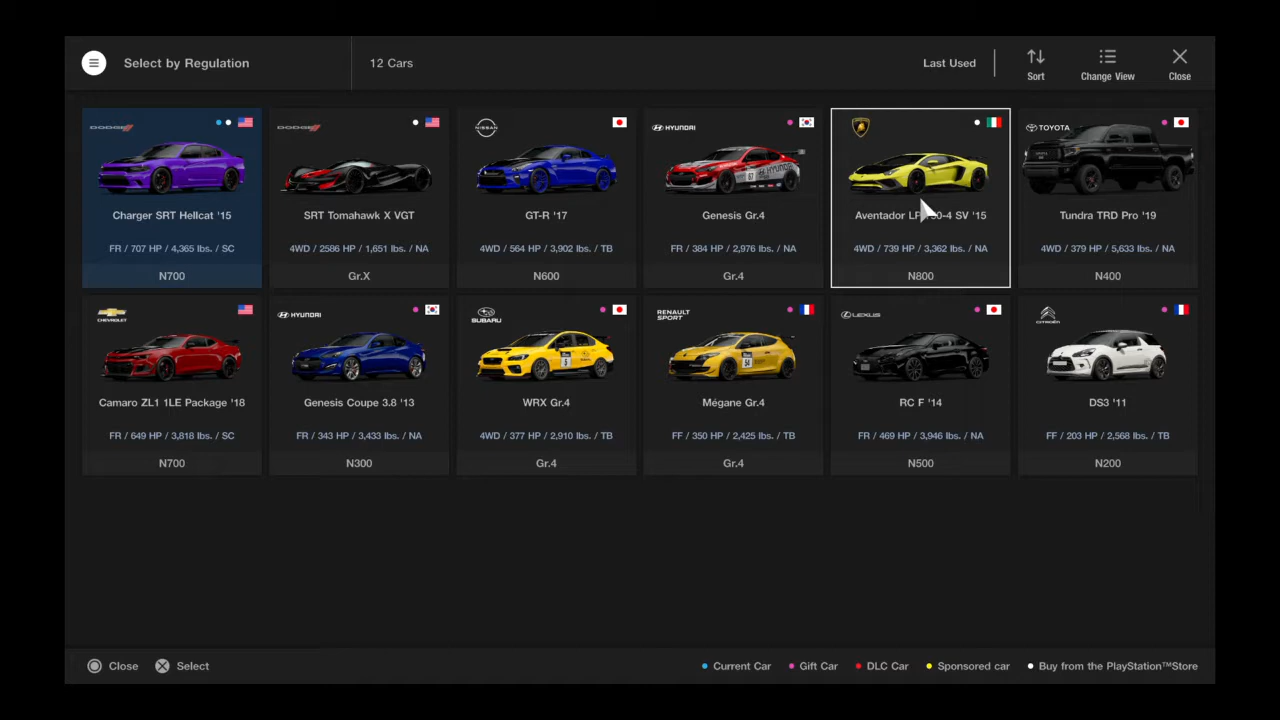 Select by Regulation
12 Cars
Last Used
Sort
Change View
Close
DODGE
Charger SRT Hellcat '15
FR / 707 HP / 4,365 lbs. / SC
N700
DODGE
SRT Tomahawk X VGT
4WD / 2586 HP / 1,651 lbs. / NA
Gr.X
NISSAN
GT-R '17
4WD / 564 HP / 3,902 lbs. / TB
N600
HYUNDAI
Genesis Gr.4
FR / 384 HP / 2,976 lbs. / NA
Gr.4
Aventador LP 750-4 SV '15
4WD / 739 HP / 3,362 lbs. / NA
N800
TOYOTA
Tundra TRD Pro '19
4WD / 379 HP / 5,633 lbs. / NA
N400
CHEVROLET
Camaro ZL1 1LE Package '18
FR / 649 HP / 3,818 lbs. / SC
N700
HYUNDAI
Genesis Coupe 3.8 '13
FR / 343 HP / 3,433 lbs. / NA
N300
SUBARU
WRX Gr.4
4WD / 377 HP / 2,910 lbs. / TB
Gr.4
RENAULT
SPORT
Mégane Gr.4
FF / 350 HP / 2,425 lbs. / TB
Gr.4
LEXUS
RC F '14
FR / 469 HP / 3,946 lbs. / NA
N500
CITROËN
DS3 '11
FF / 203 HP / 2,568 lbs. / TB
N200
Close
Select
Current Car
Gift Car
DLC Car
Sponsored car
Buy from the PlayStation™Store